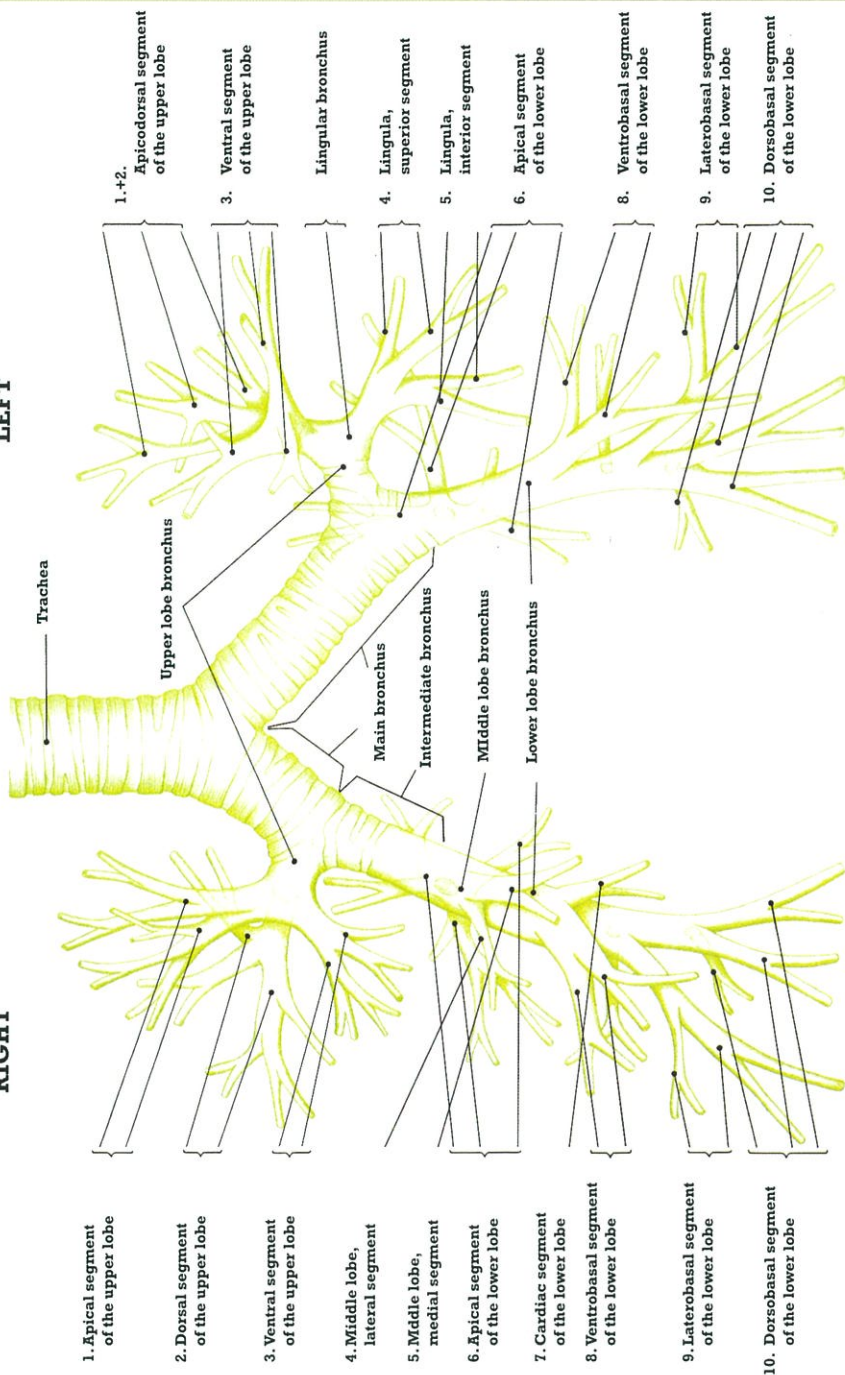 RIGHT
LEFT
Trachea
Upper lobe bronchus
Main bronchus
Intermediate bronchus
MIddle lobe bronchus
Lower lobe bronchus
1. Apical segment
of the upper lobe
2. Dorsal segment
of the upper lobe
3. Ventral segment
of the upper lobe
4. Middle lobe,
lateral segment
5. Mddle lobe,
medial segment
6. Apical segment
of the lower lobe
7. Cardiac segment
of the lower lobe
8. Ventrobasal segment
of the lower lobe
9. Laterobasal segment
of the lower lobe
10. Dorsobasal segment
of the lower lobe
1.+2.
Apicodorsal segment
of the upper lobe
3. Ventral segment
of the upper lobe
Lingular bronchus
4. Lingula,
superior segment
5. Lingula,
interior segment
6. Apical segment
of the lower lobe
8. Ventrobasal segment
of the lower lobe
9. Laterobasal segment
of the lower lobe
10. Dorsobasal segment
of the lower lobe